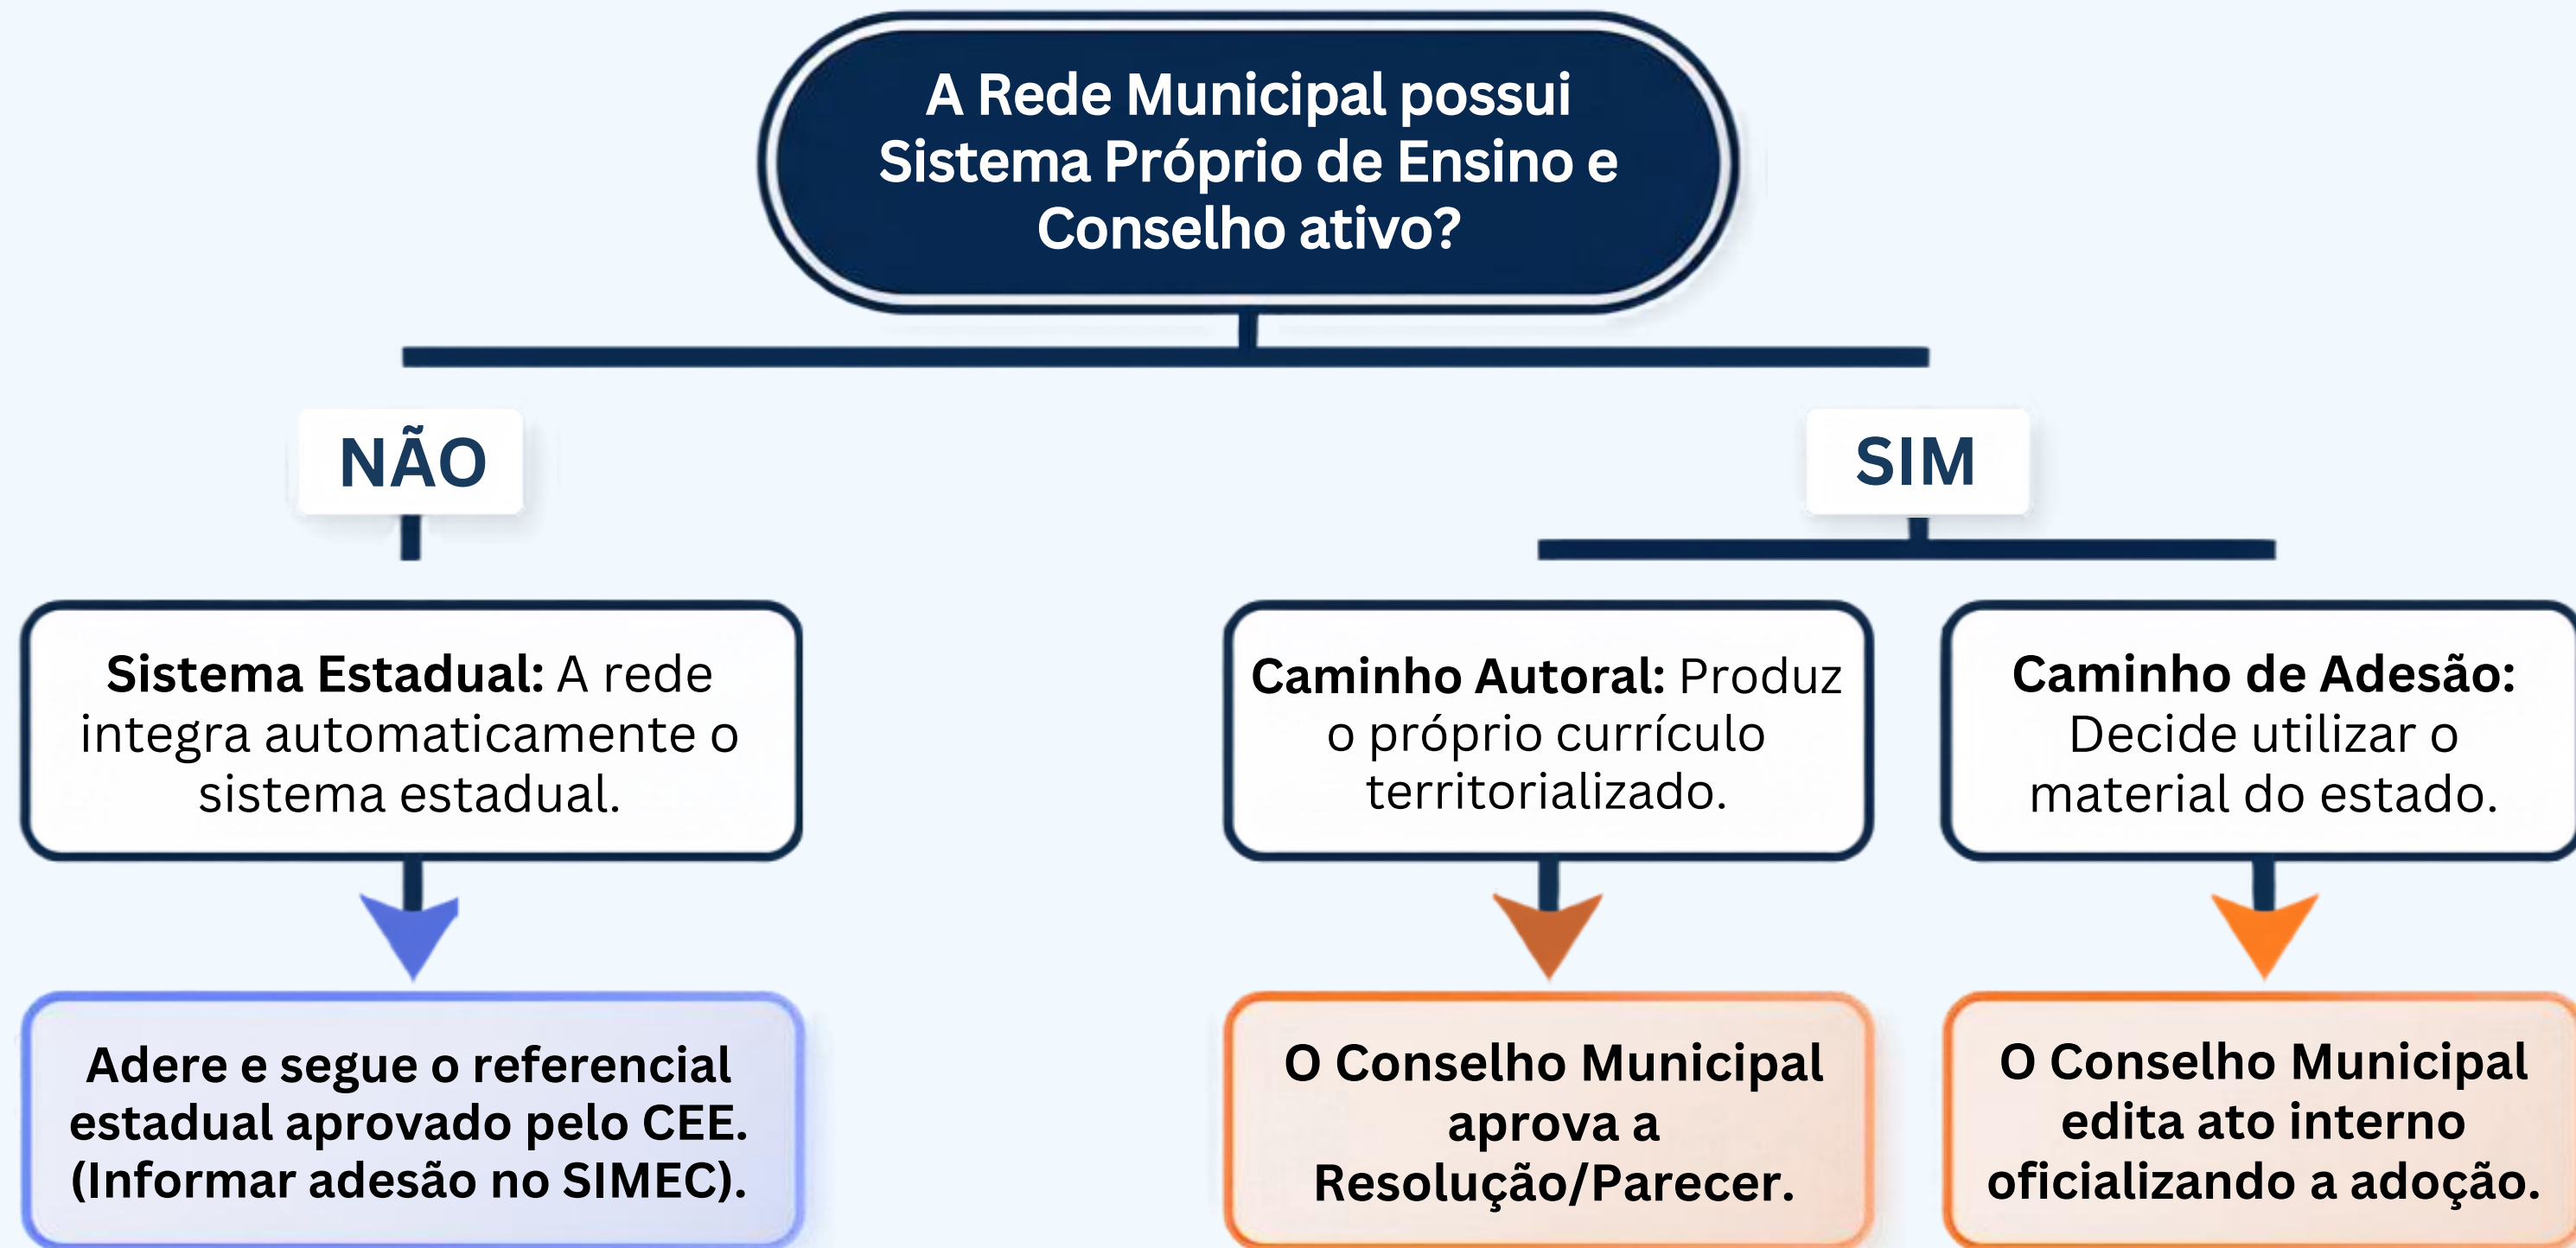 A Rede Municipal possui
Sistema Próprio de Ensino e
Conselho ativo?
NÃO
SIM
Sistema Estadual: A rede
integra automaticamente o
sistema estadual.
Caminho Autoral: Produz
o próprio currículo
territorializado.
Caminho de Adesão:
Decide utilizar o
material do estado.
Adere e segue o referencial
estadual aprovado pelo CEE.
(Informar adesão no SIMEC).
O Conselho Municipal
aprova a
Resolução/Parecer.
O Conselho Municipal
edita ato interno
oficializando a adoção.